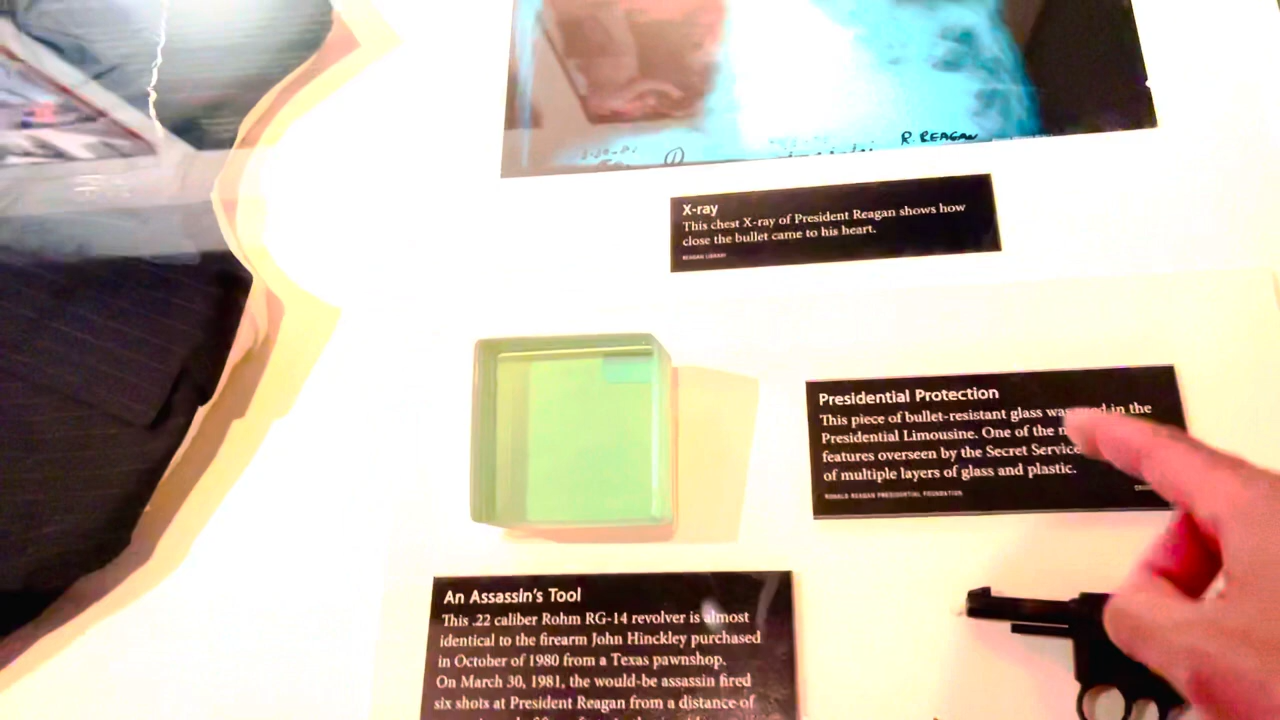 R. REAGAN
X-ray
This chest X-ray of President Reagan shows how
close the bullet came to his heart.
REAGAN LIBRARY
Presidential Protection
This piece of bullet-resistant glass was used in the
Presidential Limousine. One of the
features overseen by the Secret Service
of multiple layers of glass and plastic.
RONALD REAGAN PRESIDENTIAL FOUNDATION
An Assassin's Tool
This .22 caliber Rohm RG-14 revolver is almost
identical to the firearm John Hinckley purchased
in October of 1980 from a Texas pawnshop.
On March 30, 1981, the would-be assassin fired
six shots at President Reagan from a distance of